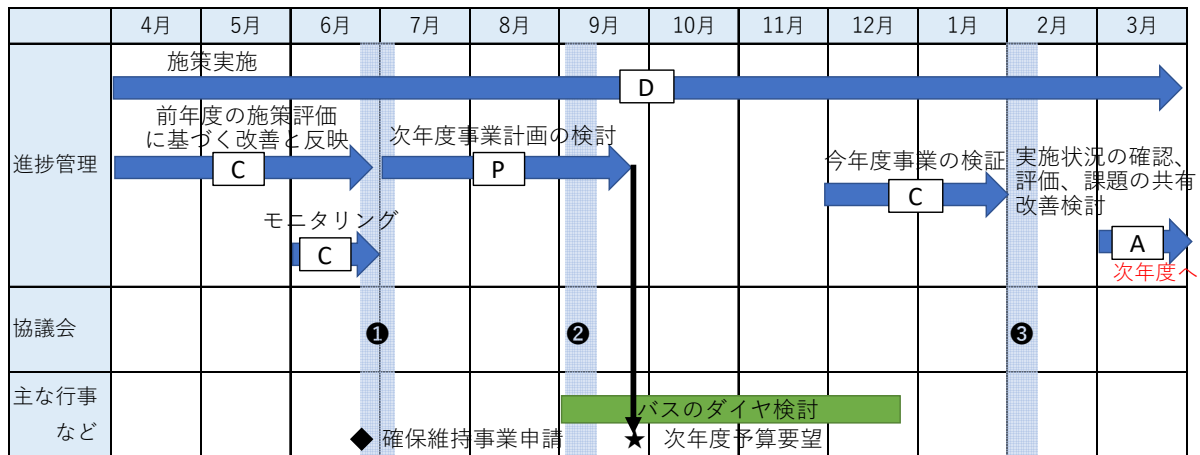 4月 5月 6月 7月 8月 9月 10月 11月 12月 1月 2月 3月
進捗管理
施策実施
D
前年度の施策評価
に基づく改善と反映
C
次年度事業計画の検討
P
今年度事業の検証
C
実施状況の確認、
評価、課題の共有
改善検討
モニタリング
C
A
次年度へ
協議会
❶ ❷ ❸
主な行事
など
バスのダイヤ検討
◆ 確保維持事業申請
★ 次年度予算要望